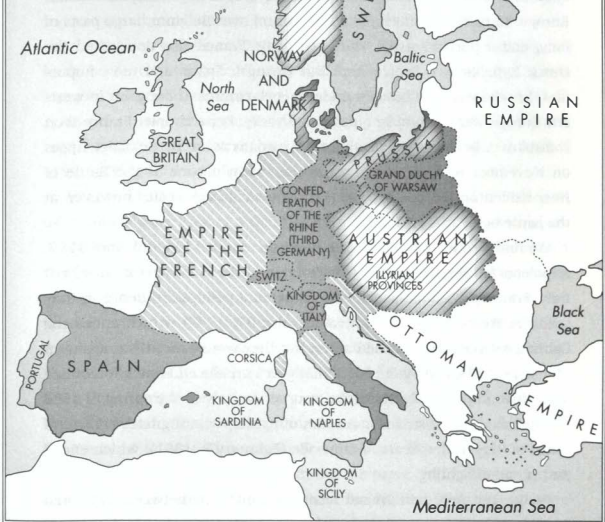 SW
Atlantic Ocean
NORWAY
AND
DENMARK
Baltic
Sea
North
Sea
RUSSIAN
EMPIRE
GREAT
BRITAIN
PRUSSIA
GRAND DUCHY
OF WARSAW
CONFED-
ERATION
OF THE
RHINE
(THIRD
GERMANY)
EMPIRE
OF THE
FRENCH
AUSTRIAN
EMPIRE
ILLYRIAN
PROVINCES
SWITZ.
KINGDOM
OF
ITALY
Black
Sea
OTTOMAN
EMPIRE
PORTUGAL
SPAIN
CORSICA
KINGDOM
OF
SARDINIA
KINGDOM
OF
NAPLES
KINGDOM
OF
SICILY
Mediterranean Sea